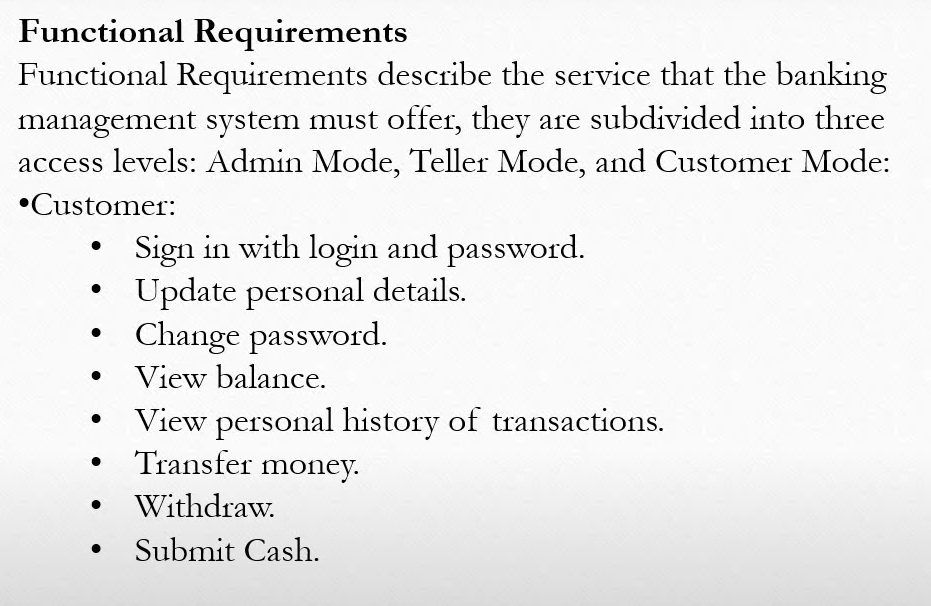 Functional Requirements
Functional Requirements describe the service that the banking
management system must offer, they are subdivided into three
access levels: Admin Mode, Teller Mode, and Customer Mode:
•Customer:
• Sign in with login and password.
• Update personal details.
• Change password.
• View balance.
• View personal history of transactions.
• Transfer money.
• Withdraw.
• Submit Cash.